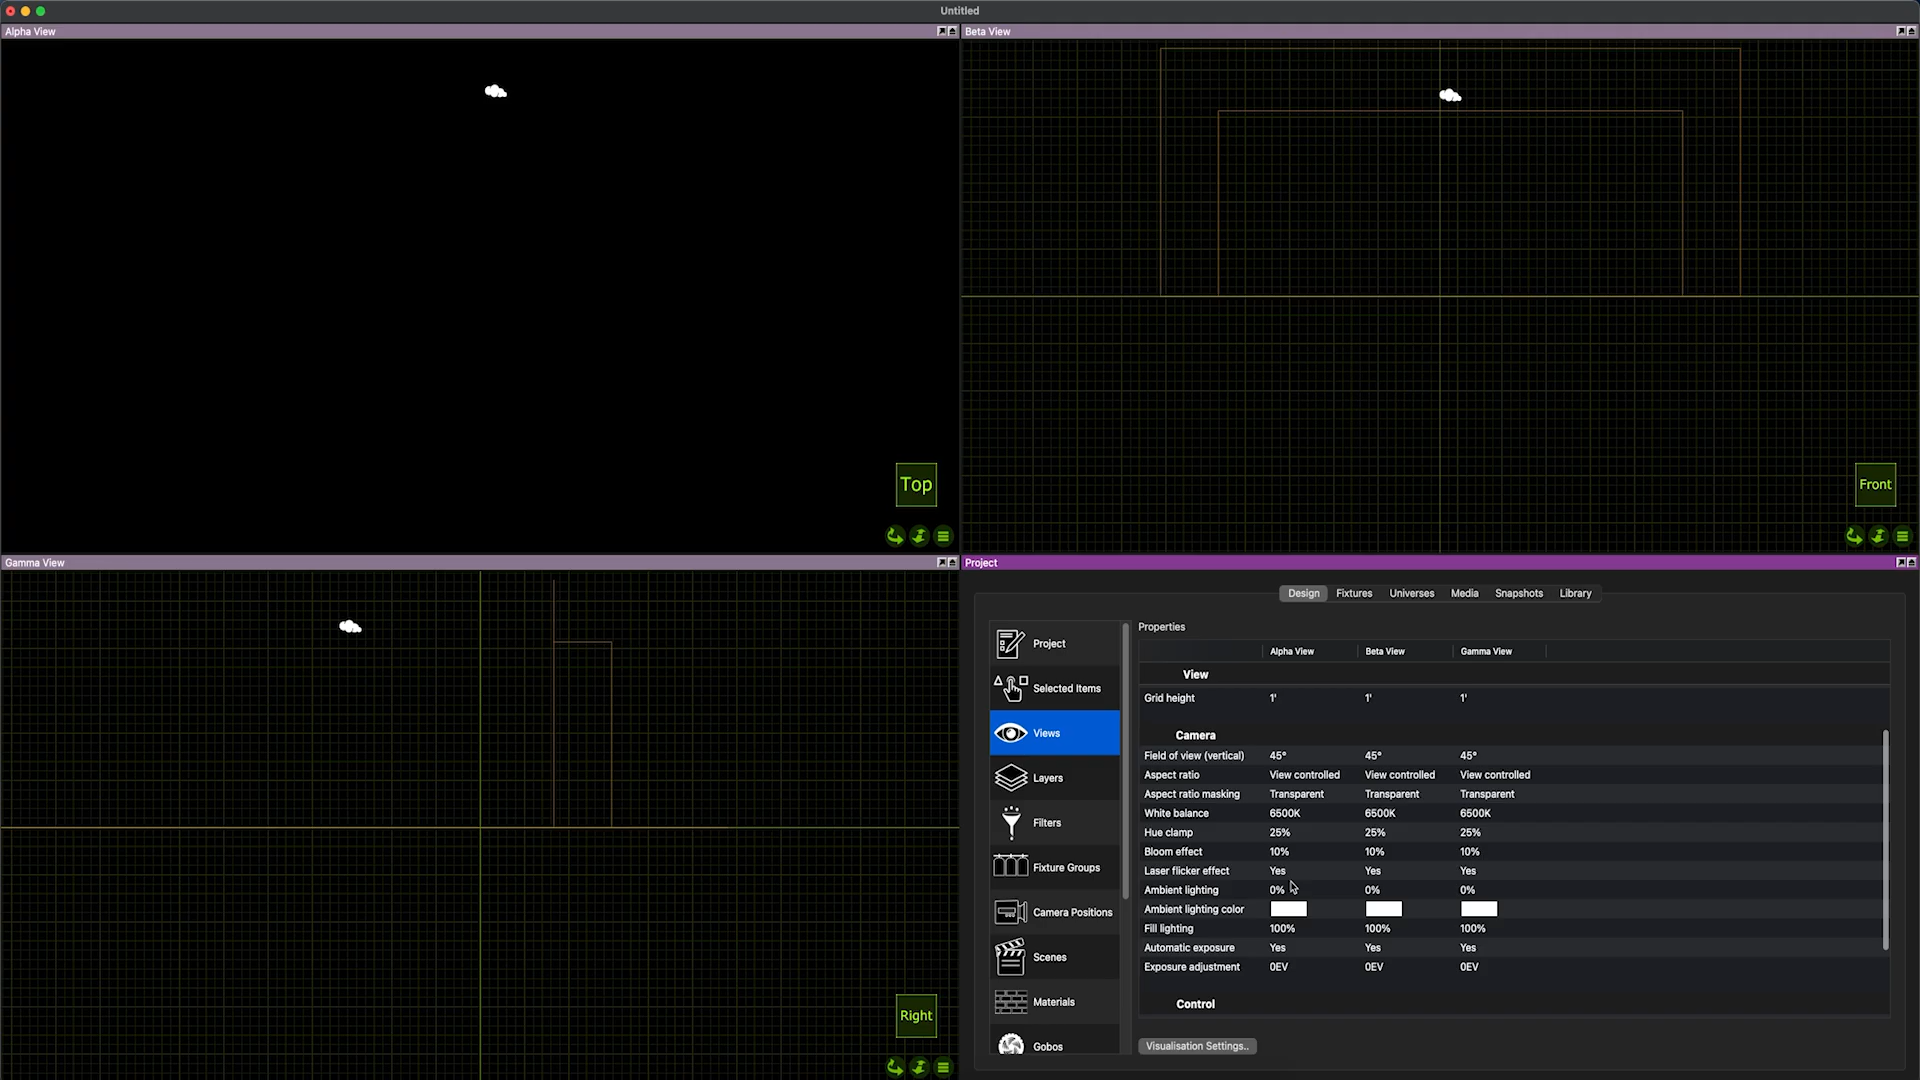 Untitled
Alpha View
Beta View
Top
Front
Gamma View
Right
Project
Design Fixtures Universes Media Snapshots Library
Project
Selected Items
Views
Layers
Filters
Fixture Groups
Camera Positions
Scenes
Materials
Gobos
Properties
Alpha View Beta View Gamma View
View
Grid height 1' 1' 1'
Camera
Field of view (vertical) 45° 45° 45°
Aspect ratio View controlled View controlled View controlled
Aspect ratio masking Transparent Transparent Transparent
White balance 6500K 6500K 6500K
Hue clamp 25% 25% 25%
Bloom effect 10% 10% 10%
Laser flicker effect Yes Yes Yes
Ambient lighting 0% 0% 0%
Ambient lighting color
Fill lighting 100% 100% 100%
Automatic exposure Yes Yes Yes
Exposure adjustment 0EV 0EV 0EV
Control
Visualisation Settings..